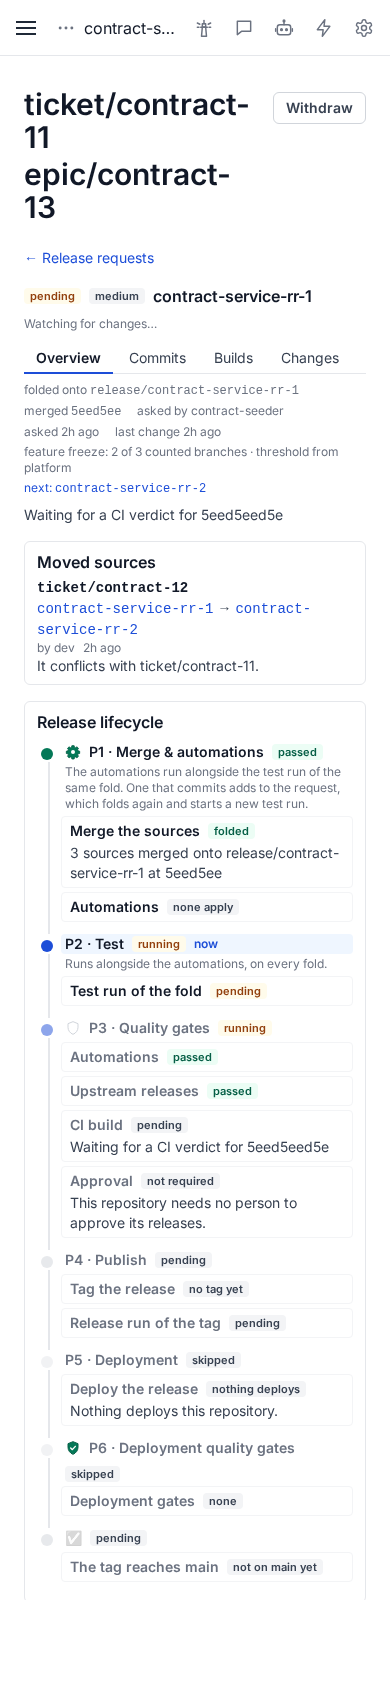 contract-s...
ticket/contract-
11
epic/contract-
13
Withdraw
← Release requests
pending medium contract-service-rr-1
Watching for changes...
Overview Commits Builds Changes
folded onto release/contract-service-rr-1
merged 5eed5ee asked by contract-seeder
asked 2h ago last change 2h ago
feature freeze: 2 of 3 counted branches · threshold from
platform
next: contract-service-rr-2
Waiting for a CI verdict for 5eed5eed5e
Moved sources
ticket/contract-12
contract-service-rr-1 → contract-
service-rr-2
by dev 2h ago
It conflicts with ticket/contract-11.
Release lifecycle
P1 · Merge & automations passed
The automations run alongside the test run of the
same fold. One that commits adds to the request,
which folds again and starts a new test run.
Merge the sources folded
3 sources merged onto release/contract-
service-rr-1 at 5eed5ee
Automations none apply
P2 · Test running now
Runs alongside the automations, on every fold.
Test run of the fold pending
P3 · Quality gates running
Automations passed
Upstream releases passed
CI build pending
Waiting for a CI verdict for 5eed5eed5e
Approval not required
This repository needs no person to
approve its releases.
P4 · Publish pending
Tag the release no tag yet
Release run of the tag pending
P5 · Deployment skipped
Deploy the release nothing deploys
Nothing deploys this repository.
P6 · Deployment quality gates
skipped
Deployment gates none
pending
The tag reaches main not on main yet